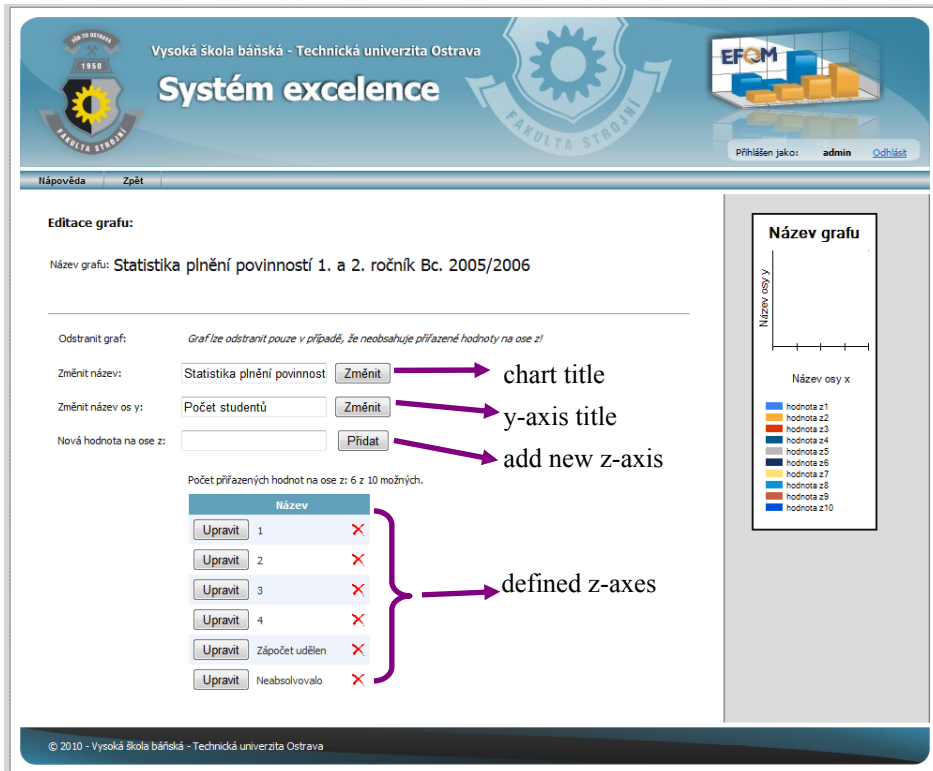 VŠB-TU OSTRAVA
1950
FAKULTA STROJNÍ
Vysoká škola báňská - Technická univerzita Ostrava
Systém excelence
FAKULTA STROJNÍ
EFQM
Přihlášen jako: admin Odhlásit
Nápověda Zpět
Editace grafu:
Název grafu: Statistika plnění povinností 1. a 2. ročník Bc. 2005/2006
Odstranit graf: Graf lze odstranit pouze v případě, že neobsahuje přiřazené hodnoty na ose z!
Změnit název: Statistika plnění povinnost Změnit chart title
Změnit název os y: Počet studentů Změnit y-axis title
Nová hodnota na ose z: Přidat add new z-axis
Počet přiřazených hodnot na ose z: 6 z 10 možných.
Název
Upravit 1
Upravit 2
Upravit 3
Upravit 4
Upravit Zápočet udělen
Upravit Neabsolvovalo
defined z-axes
Název grafu
Název osy y
Název osy x
hodnota z1
hodnota z2
hodnota z3
hodnota z4
hodnota z5
hodnota z6
hodnota z7
hodnota z8
hodnota z9
hodnota z10
© 2010 - Vysoká škola báňská - Technická univerzita Ostrava